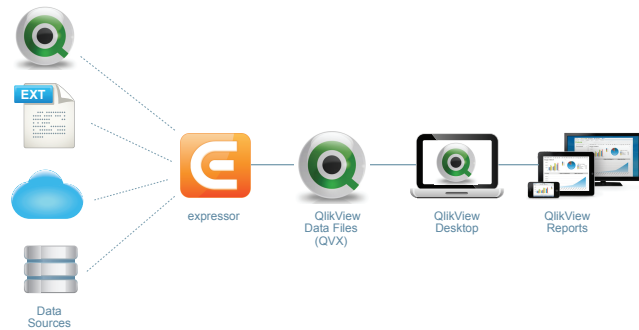 EXT
expressor
QlikView
Data Files
(QVX)
QlikView
Desktop
QlikView
Reports
Data
Sources